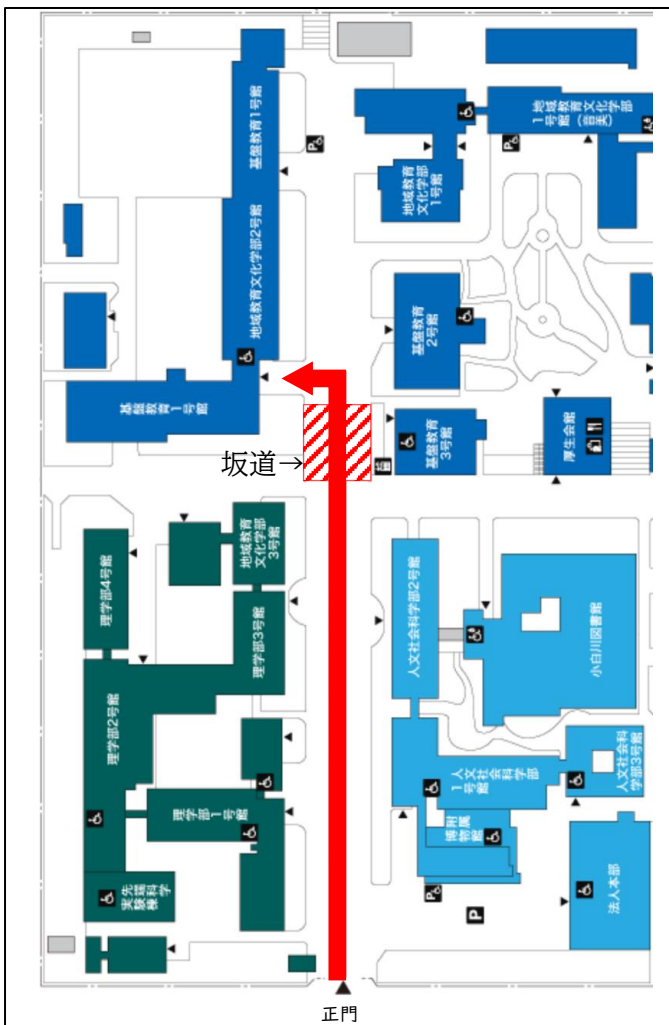 基盤教育1号館
地域教育文化学部2号館
基盤教育1号館
地域教育
文化学部
1号館
地域教育文化学部
1号館(音実)
P
P
基盤教育
2号館
基盤教育
3号館
厚生会館
坂道→
理学部4号館
地域教育
文化学部
3号館
理学部3号館
理学部2号館
理学部1号館
先端科学
実験棟
人文社会科学部2号館
小白川図書館
人文社会科学部
1号館
人文社会科
学部3号館
附属
博物館
法人本部
P
P
正門